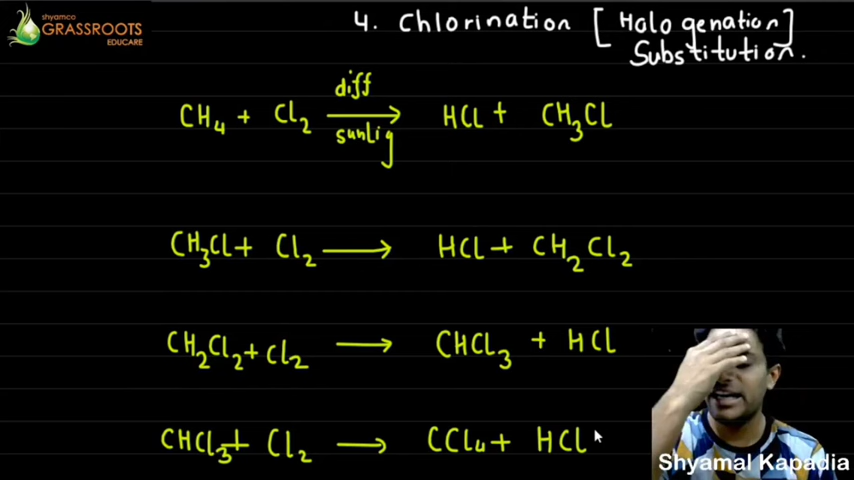 shyamco
GRASSROOTS
EDUCARE
4. Chlorination [Halogenation]
Substitution.
CH4 + Cl2 diff sunlig → HCl + CH3Cl
CH3Cl + Cl2 → HCl + CH2Cl2
CH2Cl2 + Cl2 → CHCl3 + HCl
CHCl3 + Cl2 → CCl4 + HCl
Shyamal Kapadia